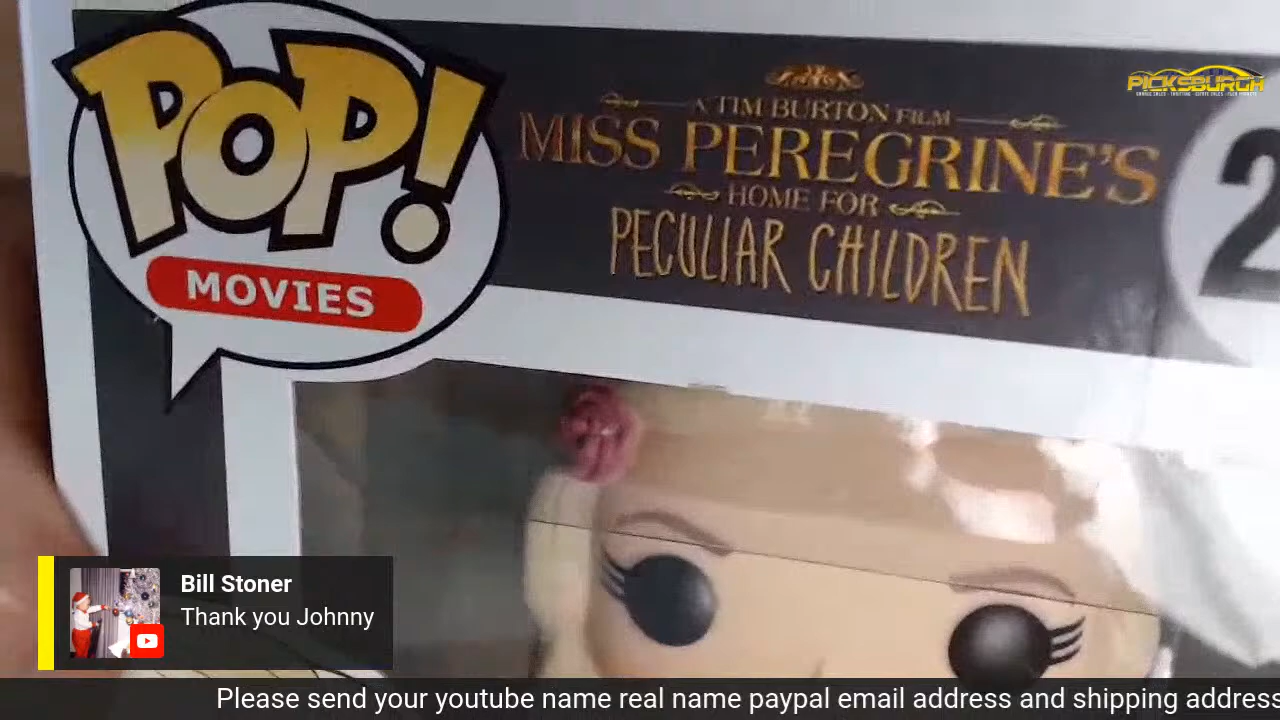 POP!
MOVIES
A TIM BURTON FILM
MISS PEREGRINE'S
HOME FOR
PECULIAR CHILDREN
2
PICKSBURGH
Bill Stoner
Thank you Johnny
Please send your youtube name real name paypal email address and shipping address